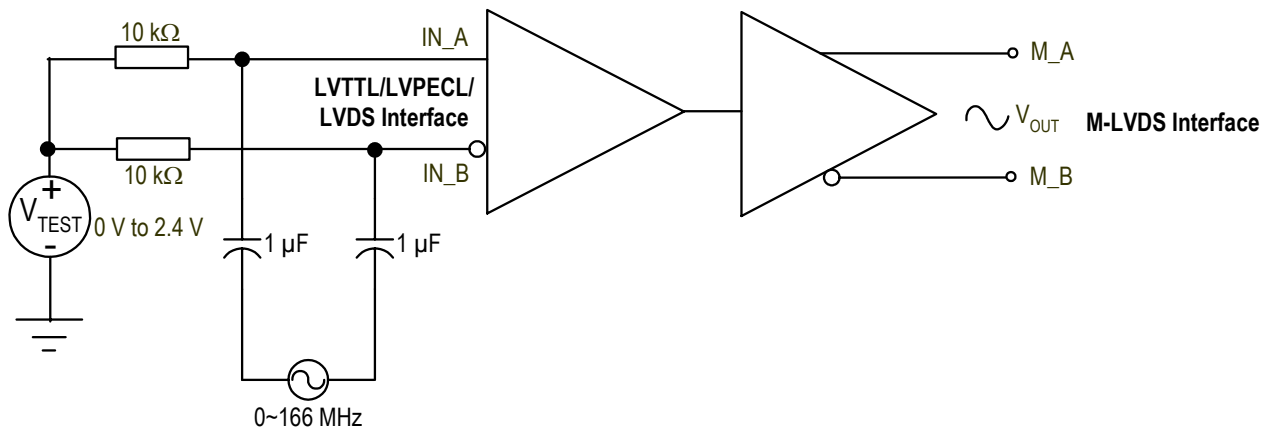 10 kΩ
IN_A
LVTTL/LVPECL/
LVDS Interface
M_A
V_OUT M-LVDS Interface
10 kΩ
IN_B
M_B
+
V_TEST
-
0 V to 2.4 V
1 µF
1 µF
0~166 MHz